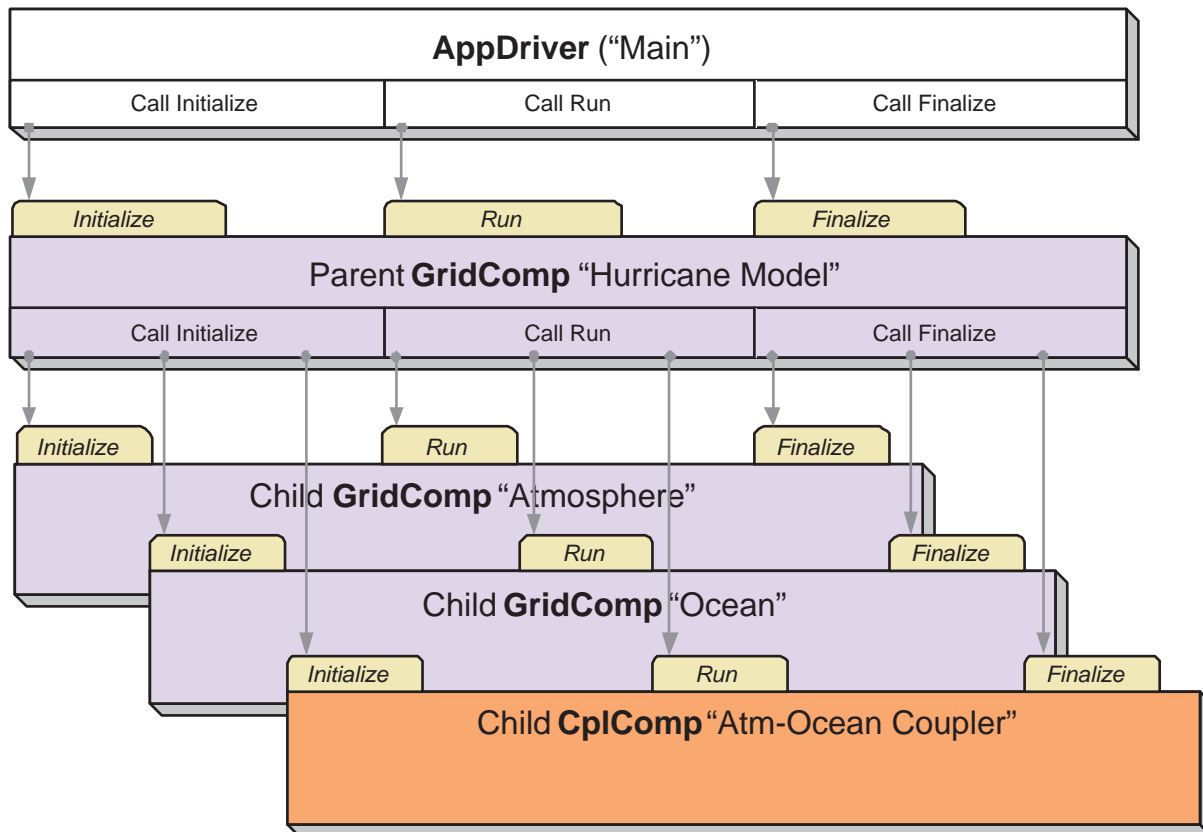 AppDriver (“Main”)
Call Initialize
Call Run
Call Finalize
Initialize
Run
Finalize
Parent GridComp “Hurricane Model”
Call Initialize
Call Run
Call Finalize
Initialize
Run
Finalize
Child GridComp “Atmosphere”
Initialize
Run
Finalize
Child GridComp “Ocean”
Initialize
Run
Finalize
Child CplComp “Atm-Ocean Coupler”